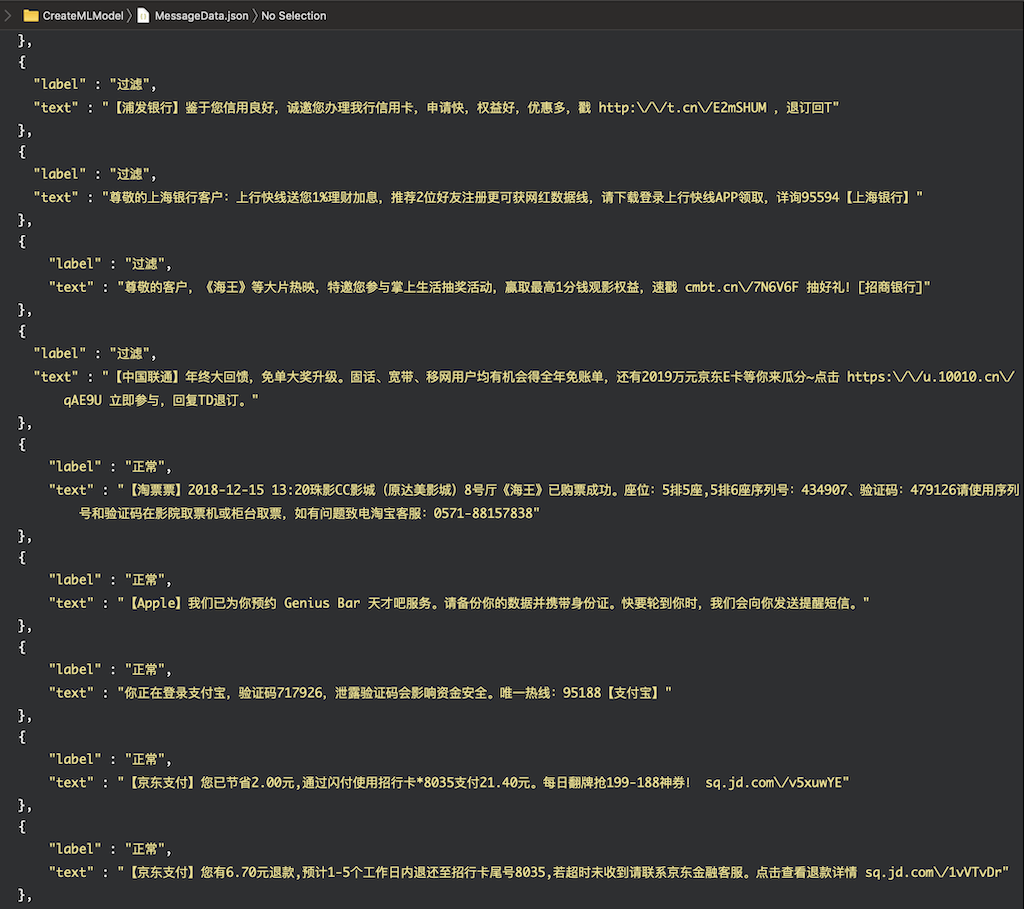 CreateMLModel 〉 MessageData.json 〉 No Selection
},
{
"label" : "过滤",
"text" : "【浦发银行】鉴于您信用良好，诚邀您办理我行信用卡，申请快，权益好，优惠多，戳 http:\/\/t.cn\/E2mSHUM ，退订回T"
},
{
"label" : "过滤",
"text" : "尊敬的上海银行客户：上行快线送您1%理财加息，推荐2位好友注册更可获网红数据线，请下载登录上行快线APP领取，详询95594【上海银行】"
},
{
"label" : "过滤",
"text" : "尊敬的客户，《海王》等大片热映，特邀您参与掌上生活抽奖活动，赢取最高1分钱观影权益，速戳 cmbt.cn\/7N6V6F 抽好礼！[招商银行]"
},
{
"label" : "过滤",
"text" : "【中国联通】年终大回馈，免单大奖升级。固话、宽带、移网用户均有机会得全年免账单，还有2019万元京东E卡等你来瓜分~点击 https:\/\/u.10010.cn\/
qAE9U 立即参与，回复TD退订。"
},
{
"label" : "正常",
"text" : "【淘票票】2018-12-15 13:20珠影CC影城（原达美影城）8号厅《海王》已购票成功。座位：5排5座,5排6座序列号：434907、验证码：479126请使用序列
号和验证码在影院取票机或柜台取票，如有问题致电淘宝客服：0571-88157838"
},
{
"label" : "正常",
"text" : "【Apple】我们已为你预约 Genius Bar 天才吧服务。请备份你的数据并携带身份证。快要轮到你时，我们会向你发送提醒短信。"
},
{
"label" : "正常",
"text" : "你正在登录支付宝，验证码717926，泄露验证码会影响资金安全。唯一热线：95188【支付宝】"
},
{
"label" : "正常",
"text" : "【京东支付】您已节省2.00元,通过闪付使用招行卡*8035支付21.40元。每日翻牌抢199-188神券！ sq.jd.com\/v5xuwYE"
},
{
"label" : "正常",
"text" : "【京东支付】您有6.70元退款,预计1-5个工作日内退还至招行卡尾号8035,若超时未收到请联系京东金融客服。点击查看退款详情 sq.jd.com\/1vVTvDr"
},